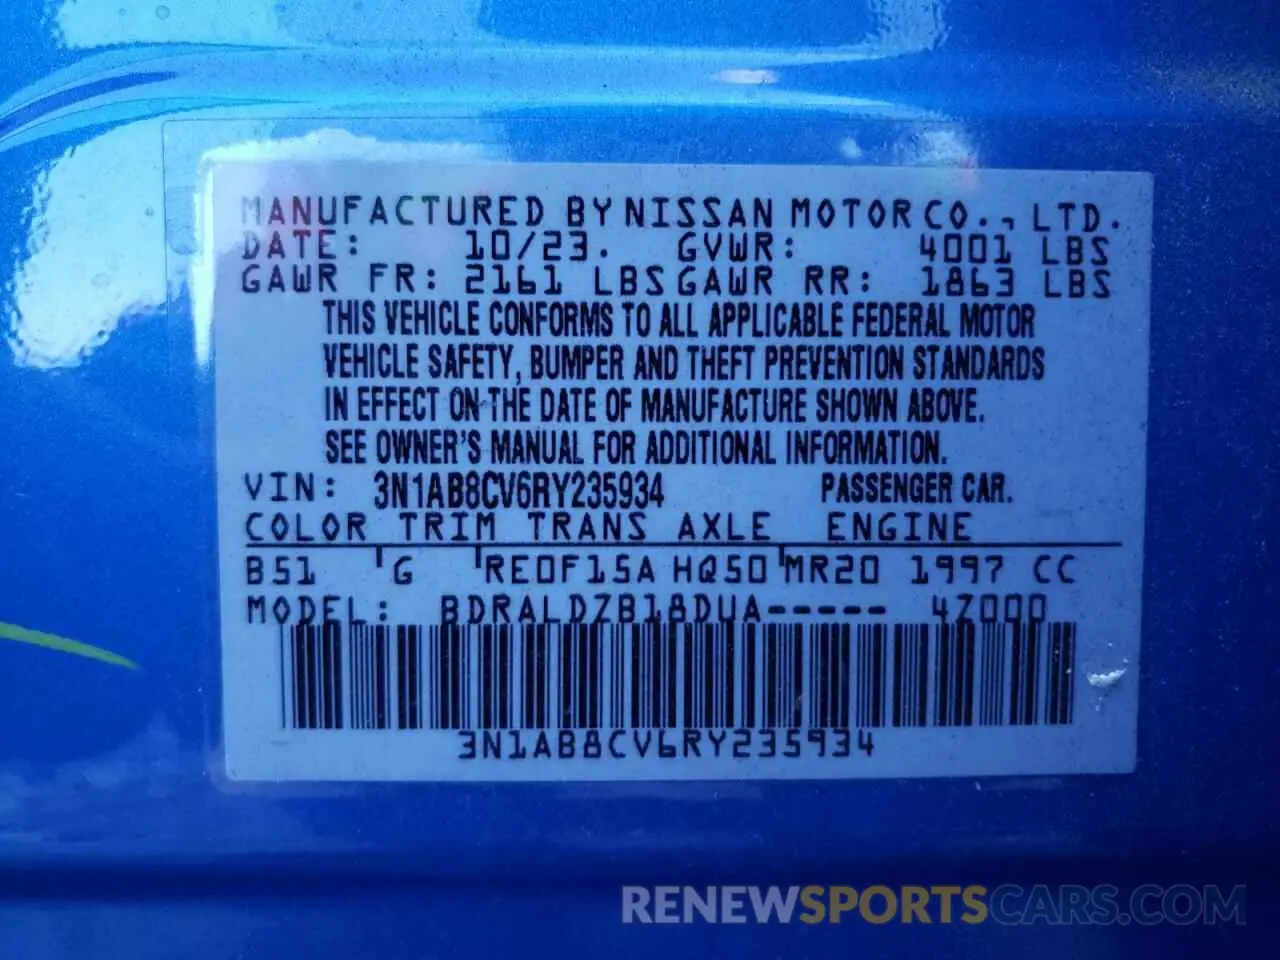 MANUFACTURED BY NISSAN MOTOR CO., LTD.
DATE: 10/23. GVWR: 4001 LBS
GAWR FR: 2161 LBS GAWR RR: 1863 LBS
THIS VEHICLE CONFORMS TO ALL APPLICABLE FEDERAL MOTOR
VEHICLE SAFETY, BUMPER AND THEFT PREVENTION STANDARDS
IN EFFECT ON THE DATE OF MANUFACTURE SHOWN ABOVE.
SEE OWNER'S MANUAL FOR ADDITIONAL INFORMATION.
VIN: 3N1AB8CV6RY235934 PASSENGER CAR.
COLOR TRIM TRANS AXLE ENGINE
B51 G RE0F15A HQ50 MR20 1997 CC
MODEL: BDRALDZB18DUA----- 4Z000
3N1AB8CV6RY235934
RENEWSPORTSCARS.COM